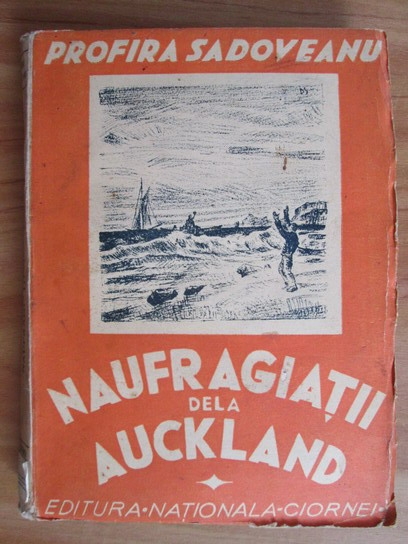 PROFIRA SADOVEANU
NAUFRAGIAȚII
DELA
AUCKLAND
EDITURA•NAȚIONALA-CIORNEI•